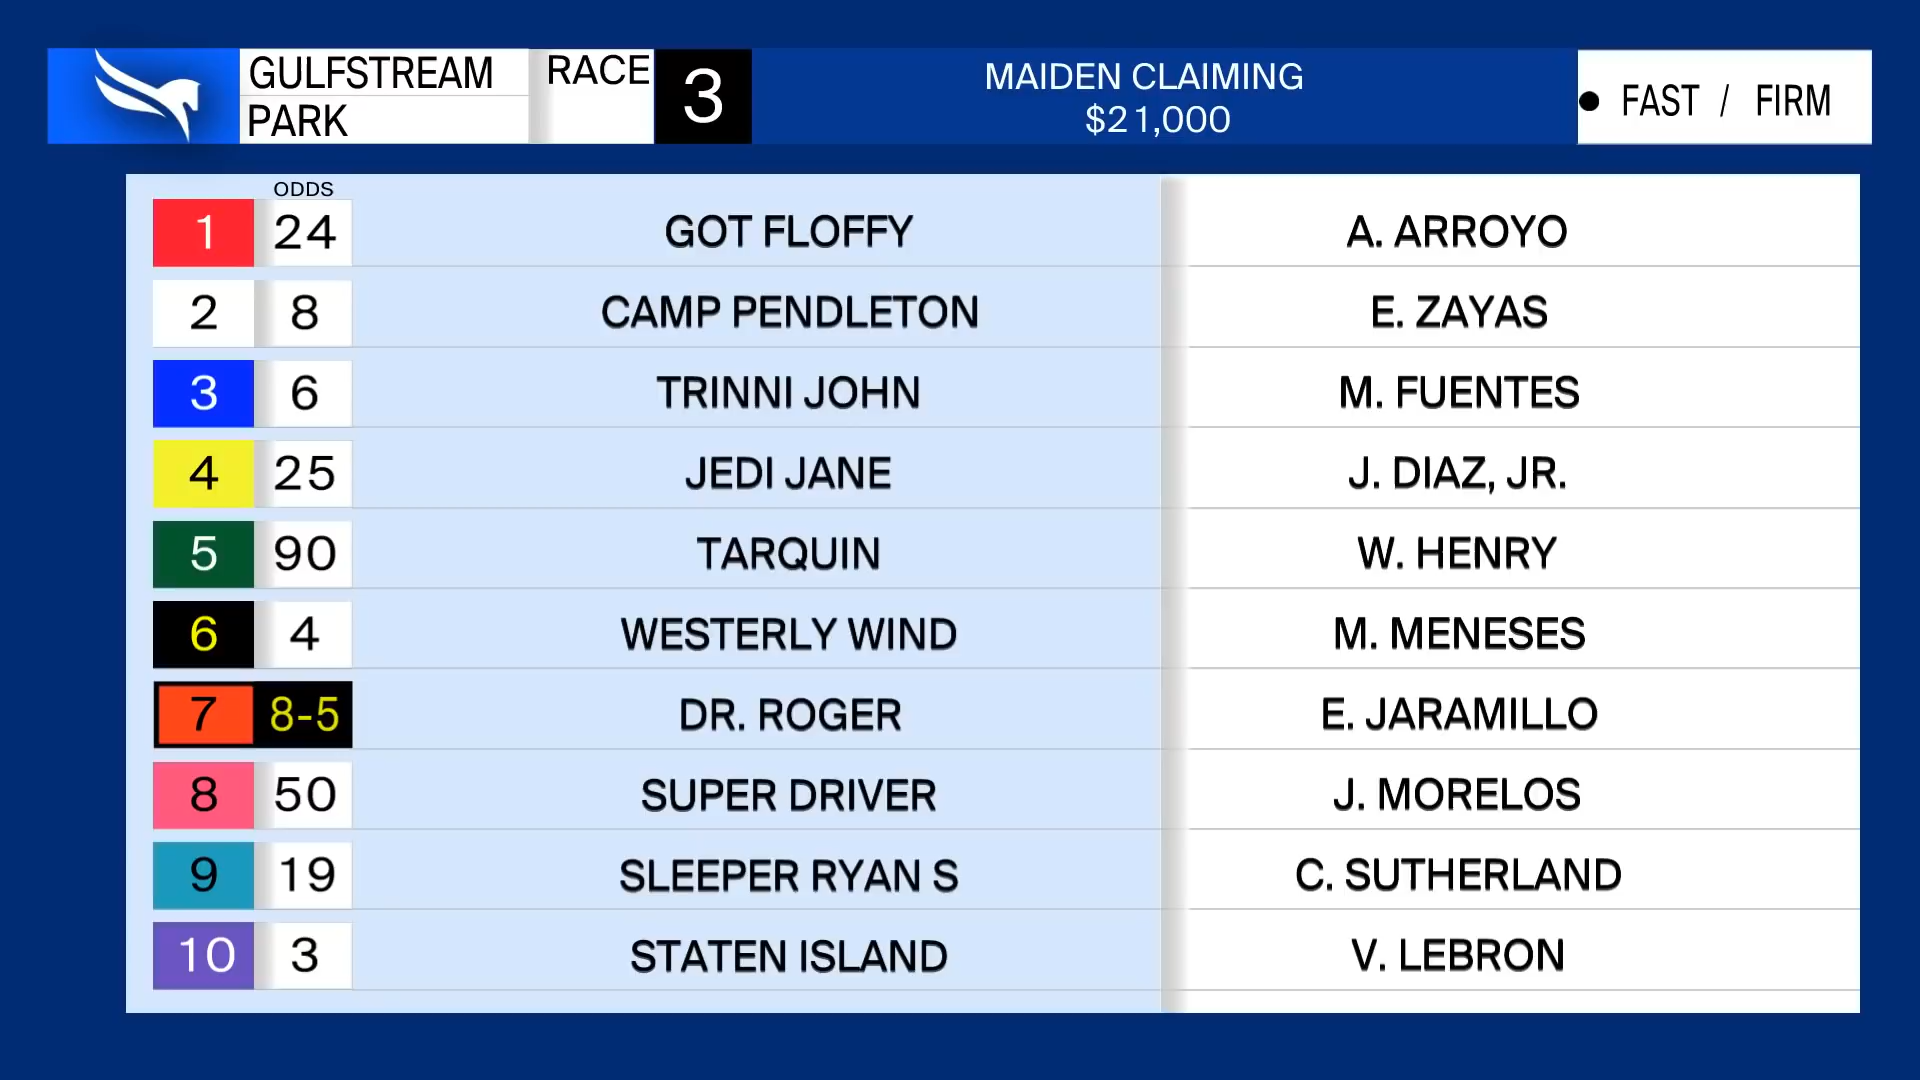 GULFSTREAM PARK RACE 3
MAIDEN CLAIMING
$21,000
FAST / FIRM
ODDS
1 24 GOT FLOFFY A. ARROYO
2 8 CAMP PENDLETON E. ZAYAS
3 6 TRINNI JOHN M. FUENTES
4 25 JEDI JANE J. DIAZ, JR.
5 90 TARQUIN W. HENRY
6 4 WESTERLY WIND M. MENESES
7 8-5 DR. ROGER E. JARAMILLO
8 50 SUPER DRIVER J. MORELOS
9 19 SLEEPER RYAN S C. SUTHERLAND
10 3 STATEN ISLAND V. LEBRON